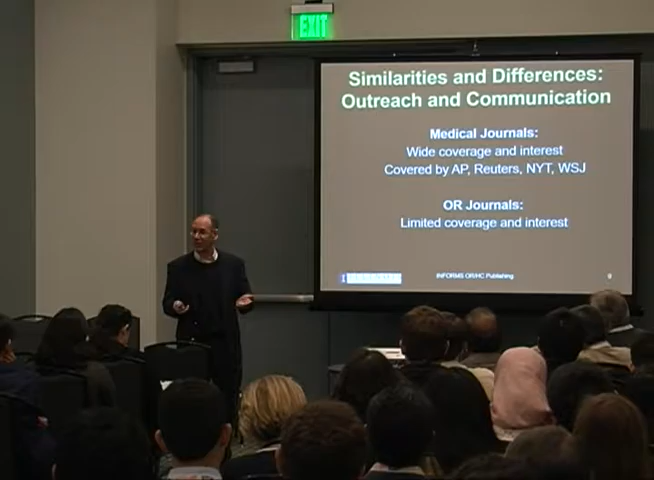 EXIT
Similarities and Differences:
Outreach and Communication
Medical Journals:
Wide coverage and interest
Covered by AP, Reuters, NYT, WSJ
OR Journals:
Limited coverage and interest
INFORMS OR/HC Publishing